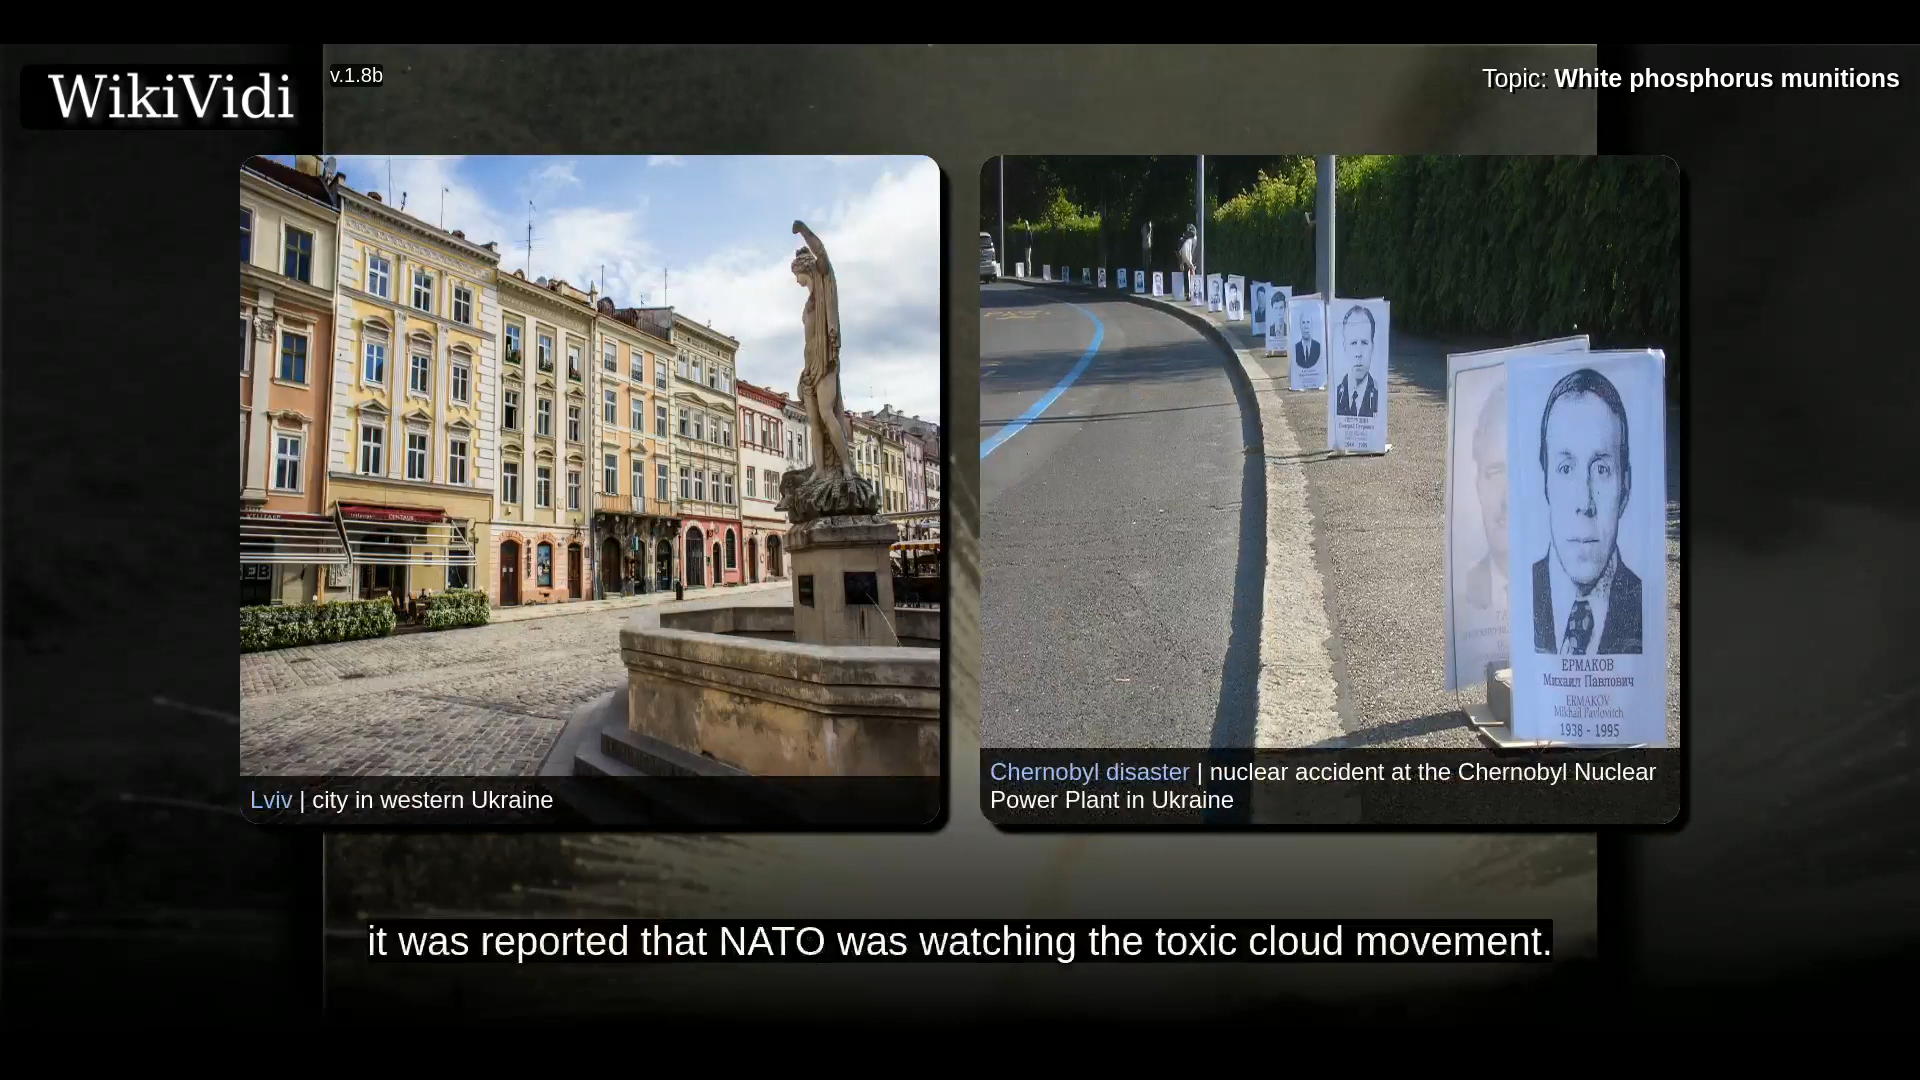 WikiVidi
v.1.8b
Topic: White phosphorus munitions
CENTAUR
ЕРМАКОВ
Михаил Павлович
ERMAKOV
Mikhail Pavlovitch
1938 - 1995
Lviv | city in western Ukraine
Chernobyl disaster | nuclear accident at the Chernobyl Nuclear
Power Plant in Ukraine
it was reported that NATO was watching the toxic cloud movement.